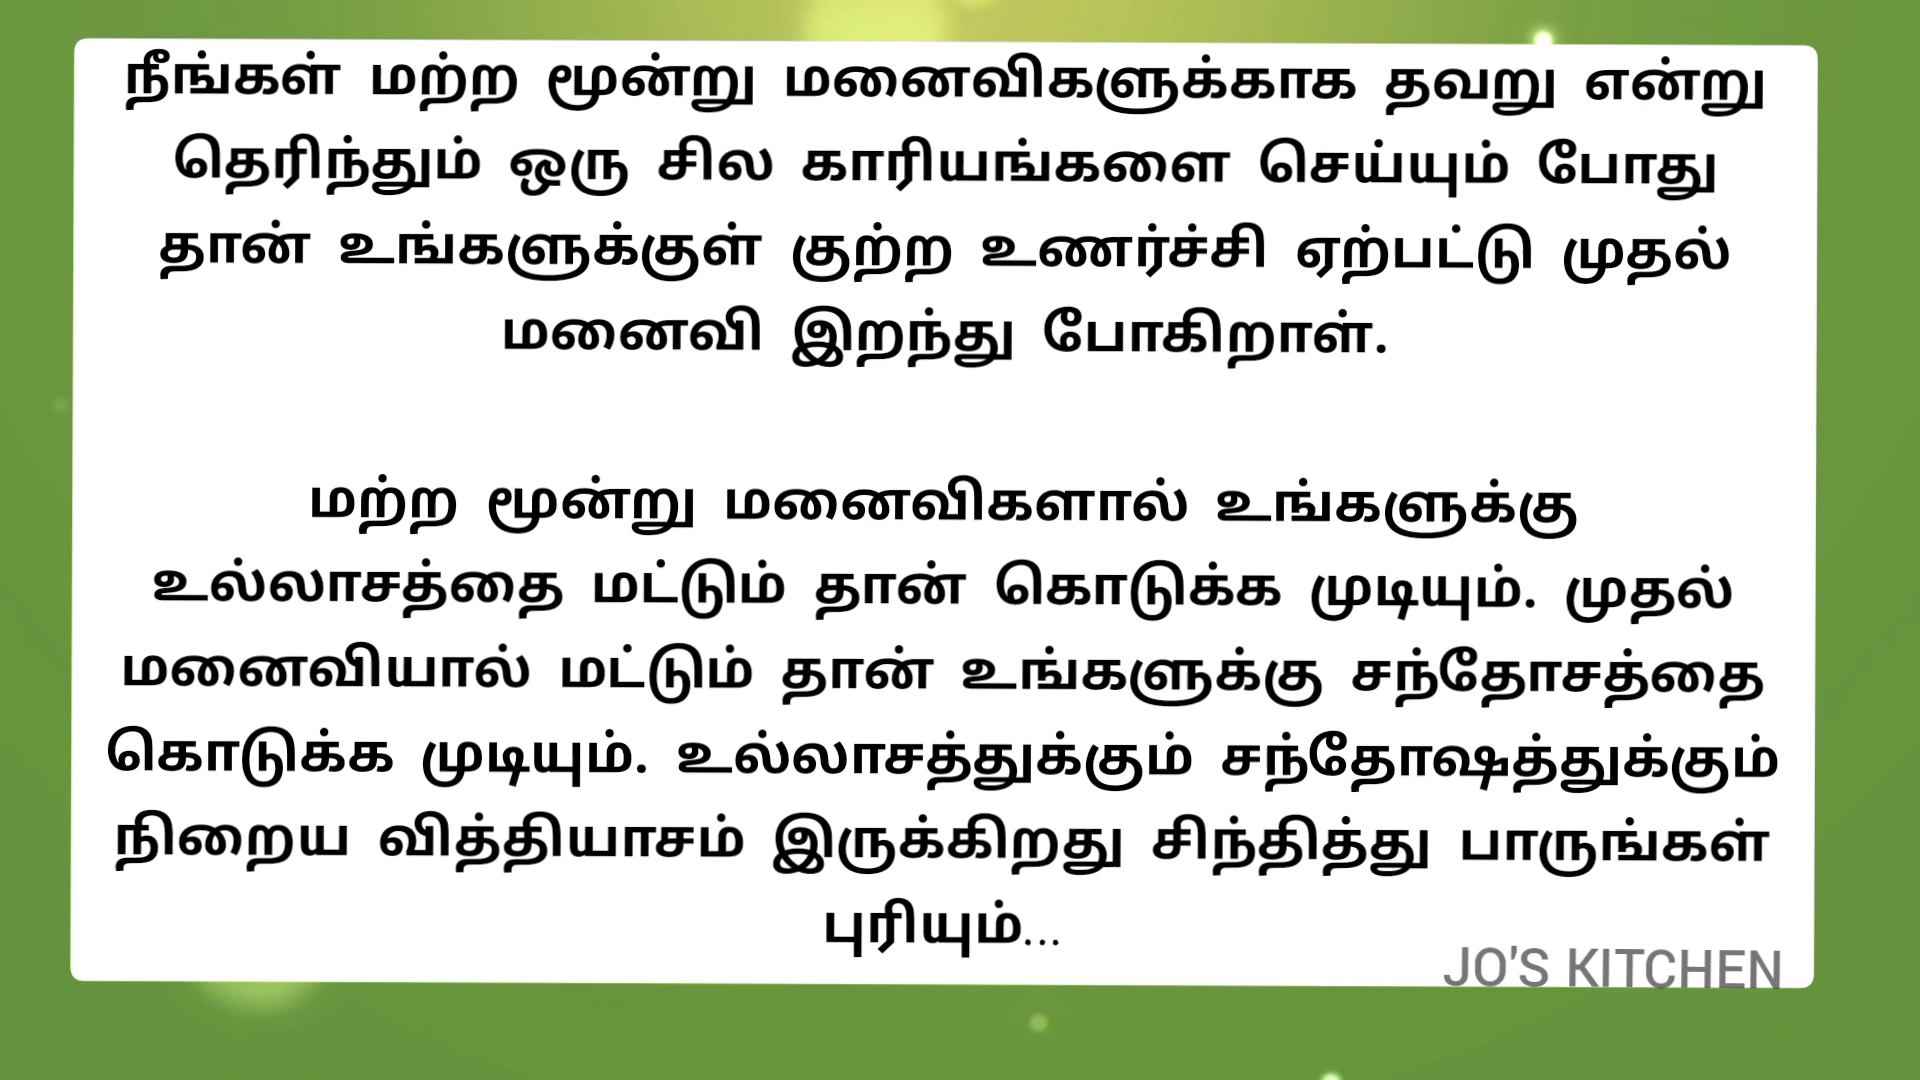 நீங்கள் மற்ற மூன்று மனைவிகளுக்காக தவறு என்று
தெரிந்தும் ஒரு சில காரியங்களை செய்யும் போது
தான் உங்களுக்குள் குற்ற உணர்ச்சி ஏற்பட்டு முதல்
மனைவி இறந்து போகிறாள்.
மற்ற மூன்று மனைவிகளால் உங்களுக்கு
உல்லாசத்தை மட்டும் தான் கொடுக்க முடியும். முதல்
மனைவியால் மட்டும் தான் உங்களுக்கு சந்தோசத்தை
கொடுக்க முடியும். உல்லாசத்துக்கும் சந்தோஷத்துக்கும்
நிறைய வித்தியாசம் இருக்கிறது சிந்தித்து பாருங்கள்
புரியும்...
JO'S KITCHEN